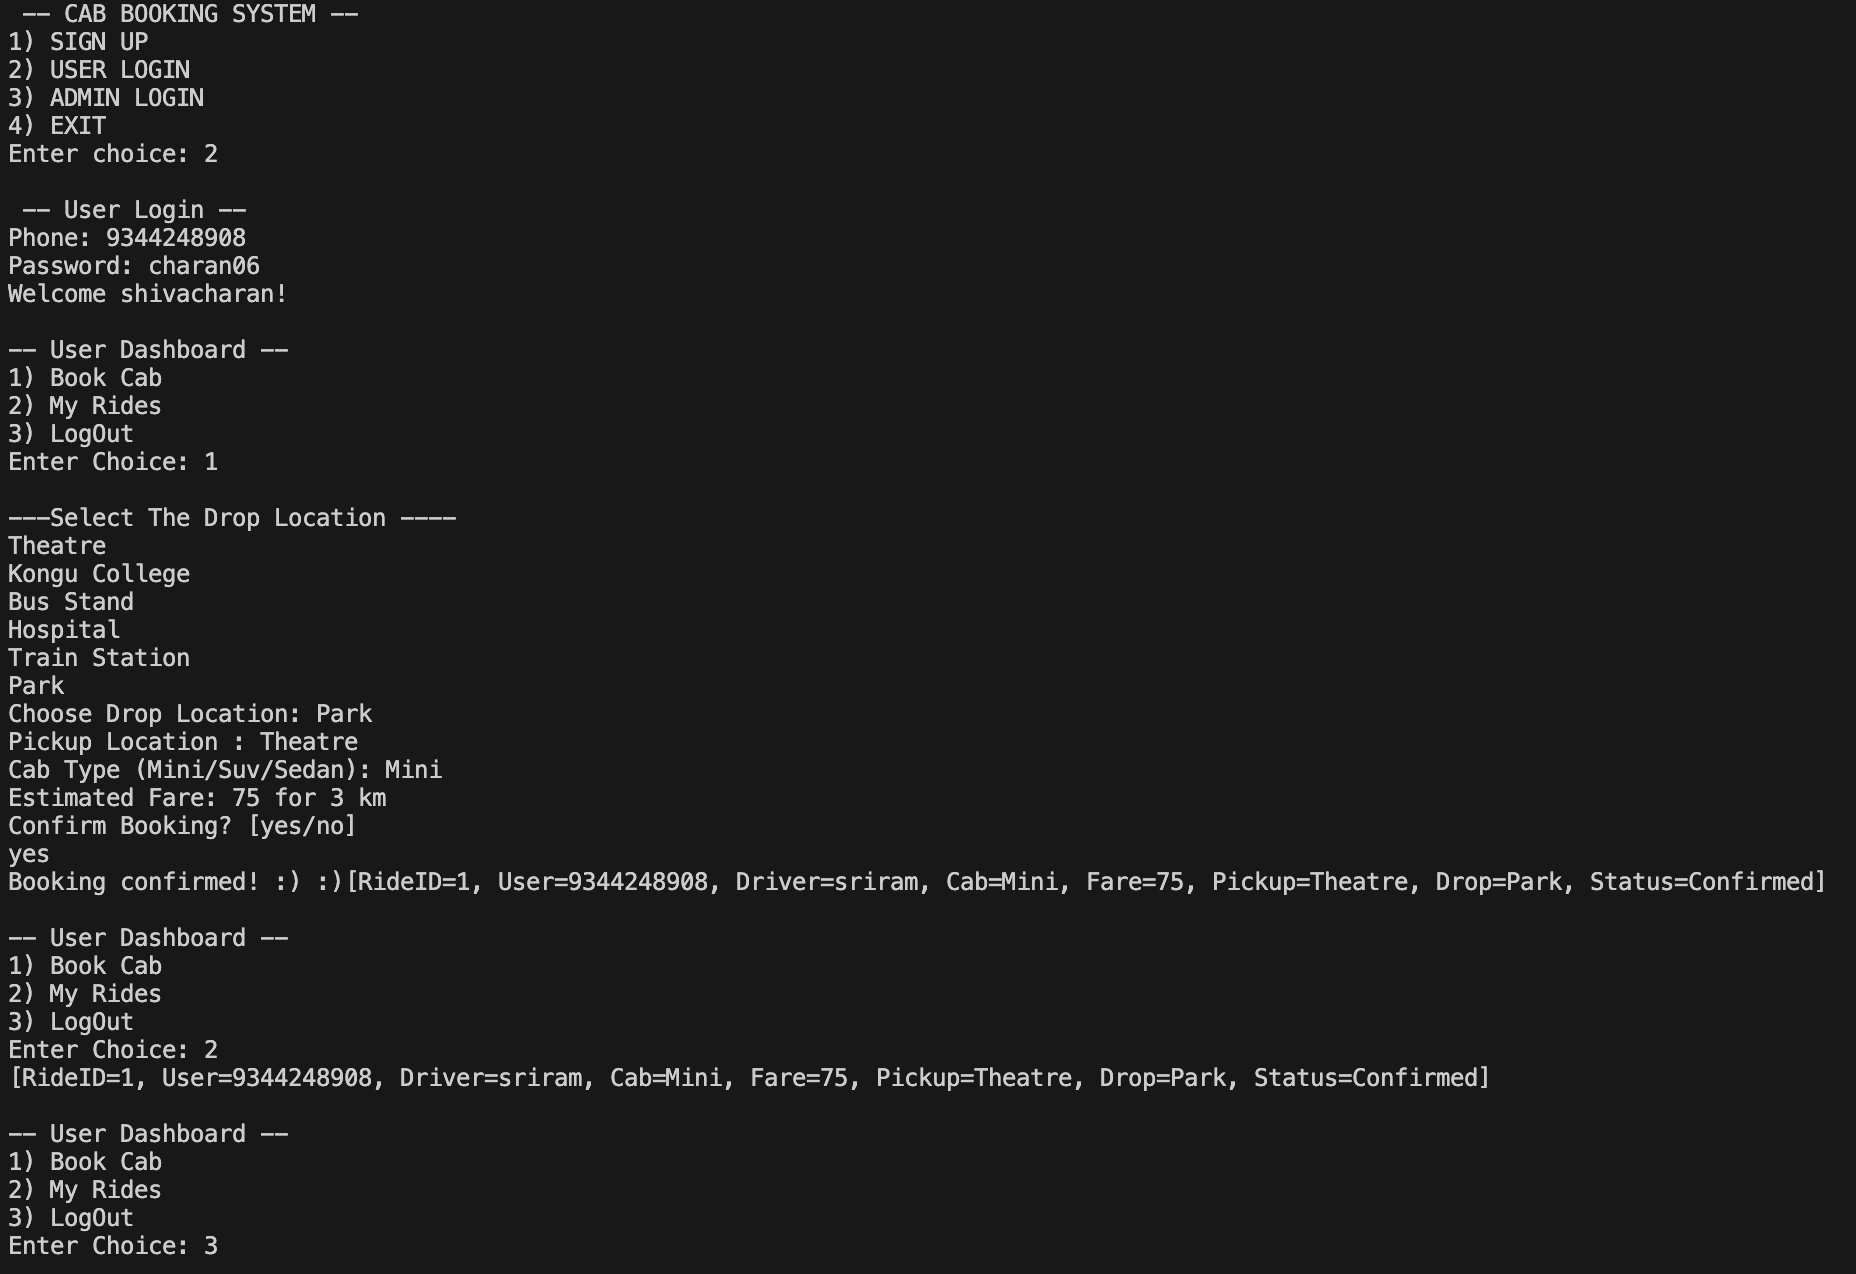 -- CAB BOOKING SYSTEM --
1) SIGN UP
2) USER LOGIN
3) ADMIN LOGIN
4) EXIT
Enter choice: 2
-- User Login --
Phone: 9344248908
Password: charan06
Welcome shivacharan!
-- User Dashboard --
1) Book Cab
2) My Rides
3) LogOut
Enter Choice: 1
---Select The Drop Location ----
Theatre
Kongu College
Bus Stand
Hospital
Train Station
Park
Choose Drop Location: Park
Pickup Location : Theatre
Cab Type (Mini/Suv/Sedan): Mini
Estimated Fare: 75 for 3 km
Confirm Booking? [yes/no]
yes
Booking confirmed! :) :)[RideID=1, User=9344248908, Driver=sriram, Cab=Mini, Fare=75, Pickup=Theatre, Drop=Park, Status=Confirmed]
-- User Dashboard --
1) Book Cab
2) My Rides
3) LogOut
Enter Choice: 2
[RideID=1, User=9344248908, Driver=sriram, Cab=Mini, Fare=75, Pickup=Theatre, Drop=Park, Status=Confirmed]
-- User Dashboard --
1) Book Cab
2) My Rides
3) LogOut
Enter Choice: 3